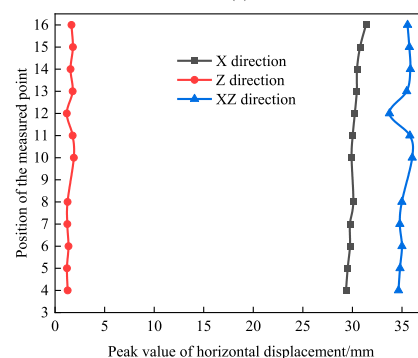 16
15
14
13
12
11
10
8
7
6
5
4
3
Position of the measured point
X direction
Z direction
XZ direction
0 5 10 15 20 25 30 35
Peak value of horizontal displacement/mm